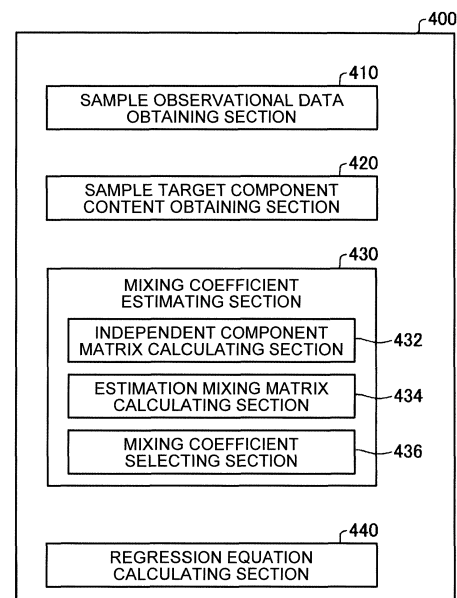 400
410
SAMPLE OBSERVATIONAL DATA
OBTAINING SECTION
420
SAMPLE TARGET COMPONENT
CONTENT OBTAINING SECTION
430
MIXING COEFFICIENT
ESTIMATING SECTION
INDEPENDENT COMPONENT
MATRIX CALCULATING SECTION
432
ESTIMATION MIXING MATRIX
CALCULATING SECTION
434
MIXING COEFFICIENT
SELECTING SECTION
436
440
REGRESSION EQUATION
CALCULATING SECTION